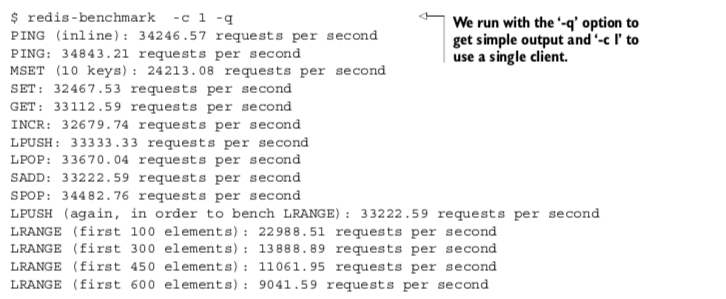 $ redis-benchmark  -c 1 -q
PING (inline): 34246.57 requests per second
PING: 34843.21 requests per second
MSET (10 keys): 24213.08 requests per second
SET: 32467.53 requests per second
GET: 33112.59 requests per second
INCR: 32679.74 requests per second
LPUSH: 33333.33 requests per second
LPOP: 33670.04 requests per second
SADD: 33222.59 requests per second
SPOP: 34482.76 requests per second
LPUSH (again, in order to bench LRANGE): 33222.59 requests per second
LRANGE (first 100 elements): 22988.51 requests per second
LRANGE (first 300 elements): 13888.89 requests per second
LRANGE (first 450 elements): 11061.95 requests per second
LRANGE (first 600 elements): 9041.59 requests per second
We run with the ‘-q’ option to
get simple output and ‘-c 1’ to
use a single client.